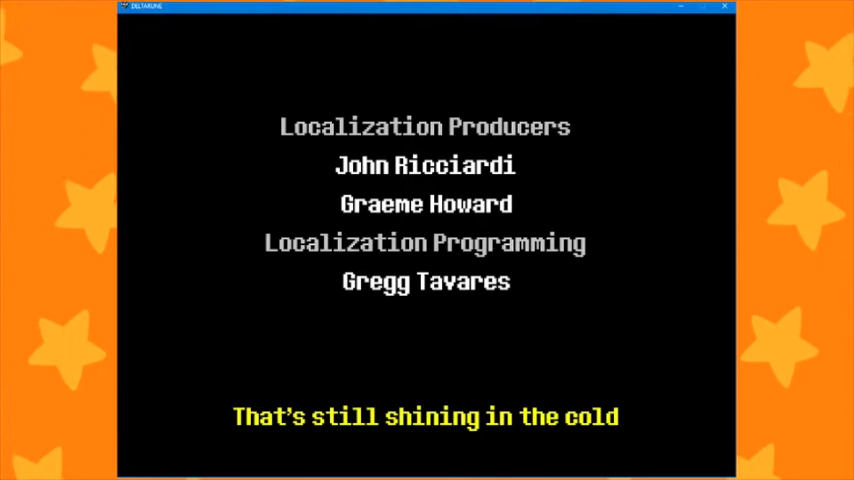 DELTARUNE
Localization Producers
John Ricciardi
Graeme Howard
Localization Programming
Gregg Tavares
That's still shining in the cold